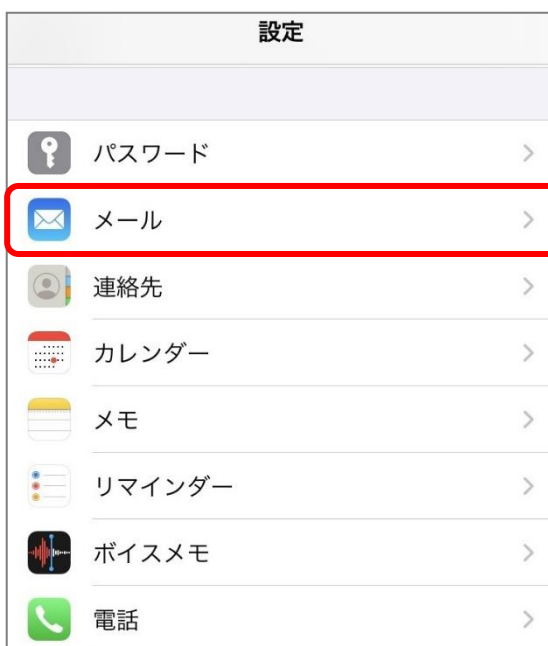 設定
パスワード
メール
連絡先
カレンダー
メモ
リマインダー
ボイスメモ
電話